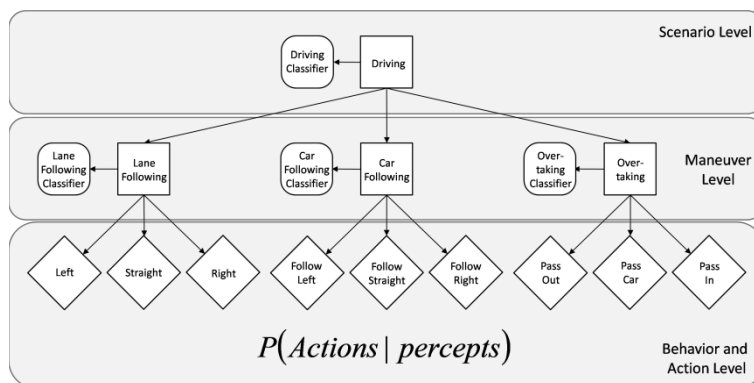 Scenario Level
Driving
Classifier
Driving
Lane
Following
Classifier
Lane
Following
Car
Following
Classifier
Car
Following
Over-
taking
Classifier
Over-
taking
Maneuver
Level
Left
Straight
Right
Follow
Left
Follow
Straight
Follow
Right
Pass
Out
Pass
Car
Pass
In
P(Actions | percepts)
Behavior and
Action Level